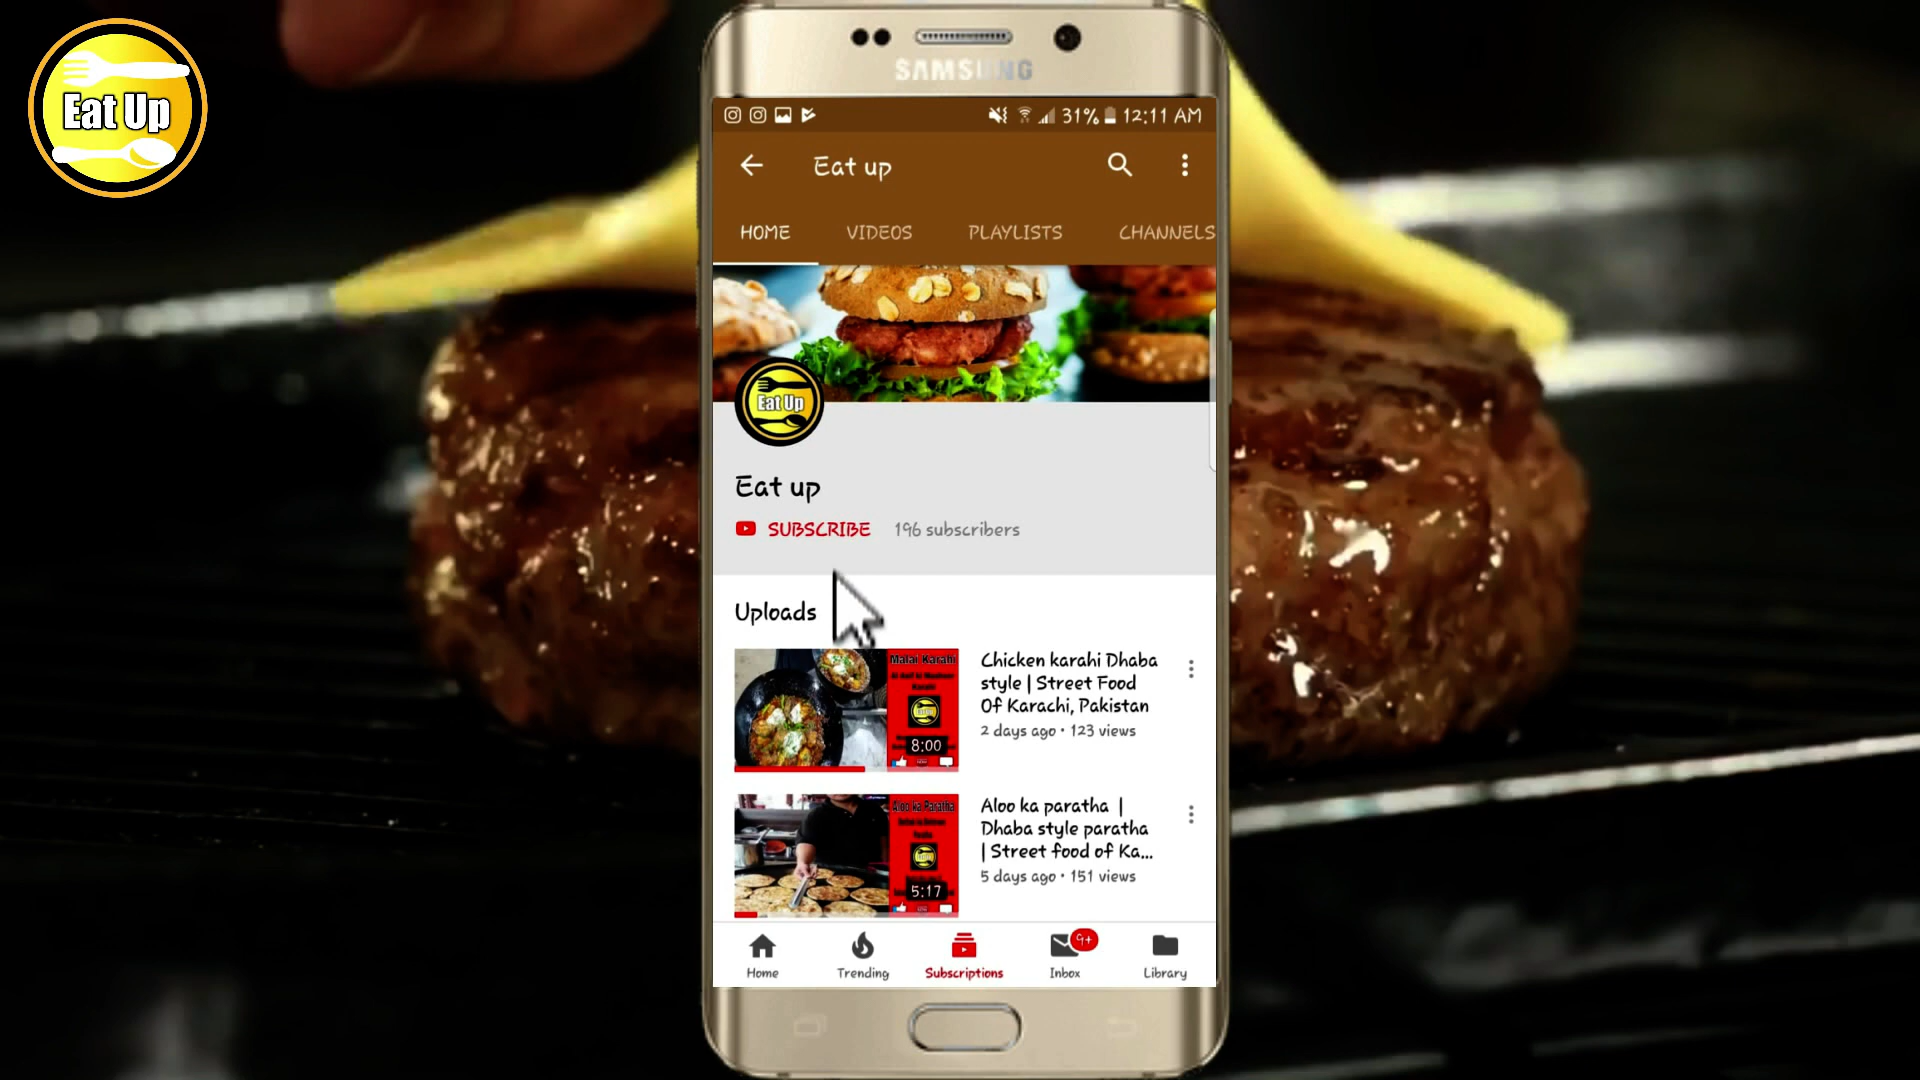 Eat Up
SAMSUNG
31% 12:11 AM
Eat up
HOME VIDEOS PLAYLISTS CHANNELS
Eat Up
Eat up
SUBSCRIBE 196 subscribers
Uploads
Malai Karahi
8:00
Chicken karahi Dhaba
style | Street Food
Of Karachi, Pakistan
2 days ago • 123 views
Aloo ka Paratha
5:17
Aloo ka paratha |
Dhaba style paratha
| Street food of Ka...
5 days ago • 151 views
9+
Home Trending Subscriptions Inbox Library